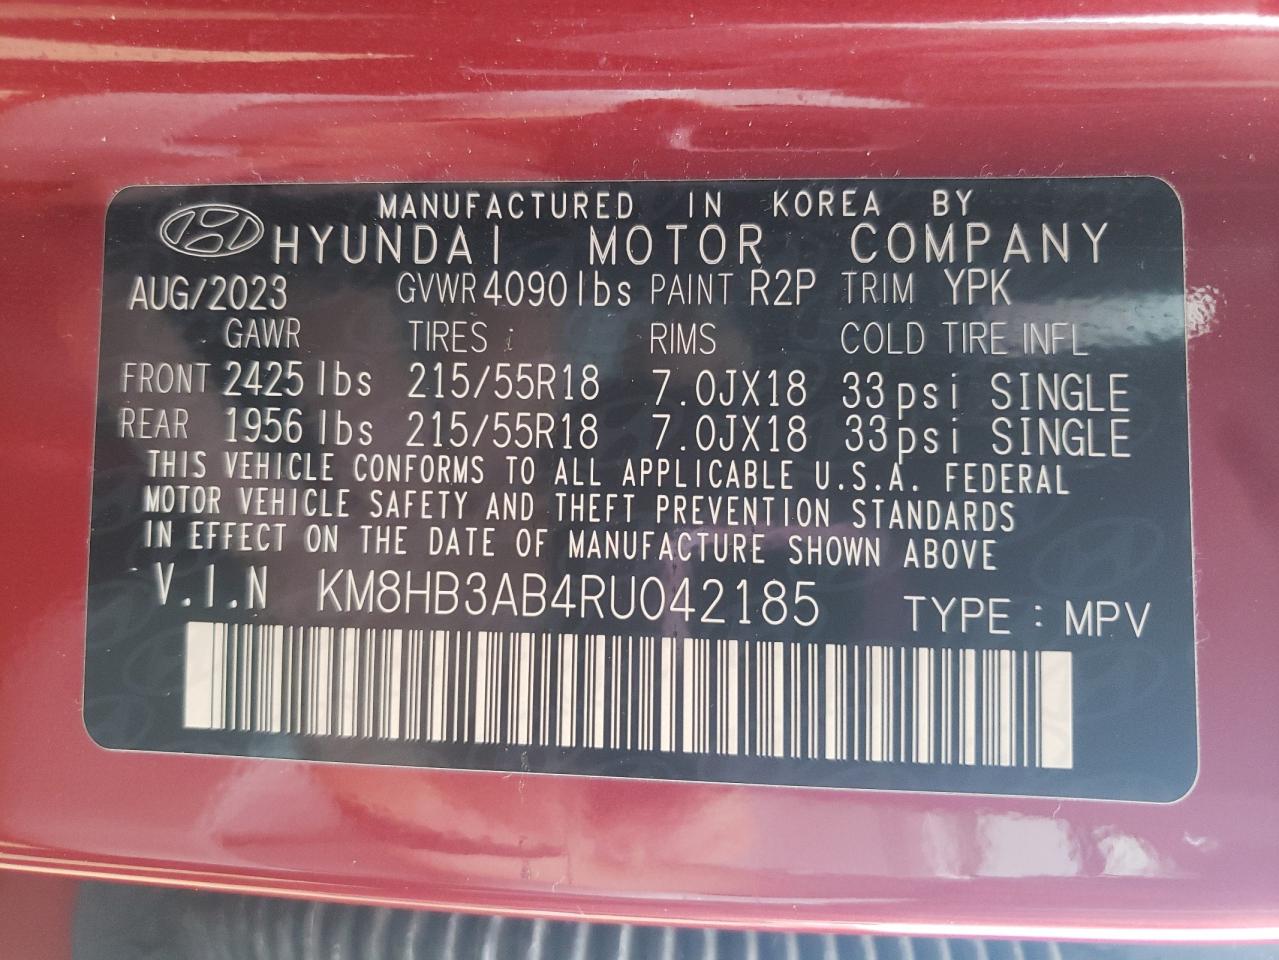 MANUFACTURED IN KOREA BY
HYUNDAI MOTOR COMPANY
AUG/2023 GVWR 4090 lbs PAINT R2P TRIM YPK
GAWR TIRES RIMS COLD TIRE INFL
FRONT 2425 lbs 215/55R18 7.0JX18 33psi SINGLE
REAR 1956 lbs 215/55R18 7.0JX18 33psi SINGLE
THIS VEHICLE CONFORMS TO ALL APPLICABLE U.S.A. FEDERAL
MOTOR VEHICLE SAFETY AND THEFT PREVENTION STANDARDS
IN EFFECT ON THE DATE OF MANUFACTURE SHOWN ABOVE
V.I.N KM8HB3AB4RU042185 TYPE : MPV